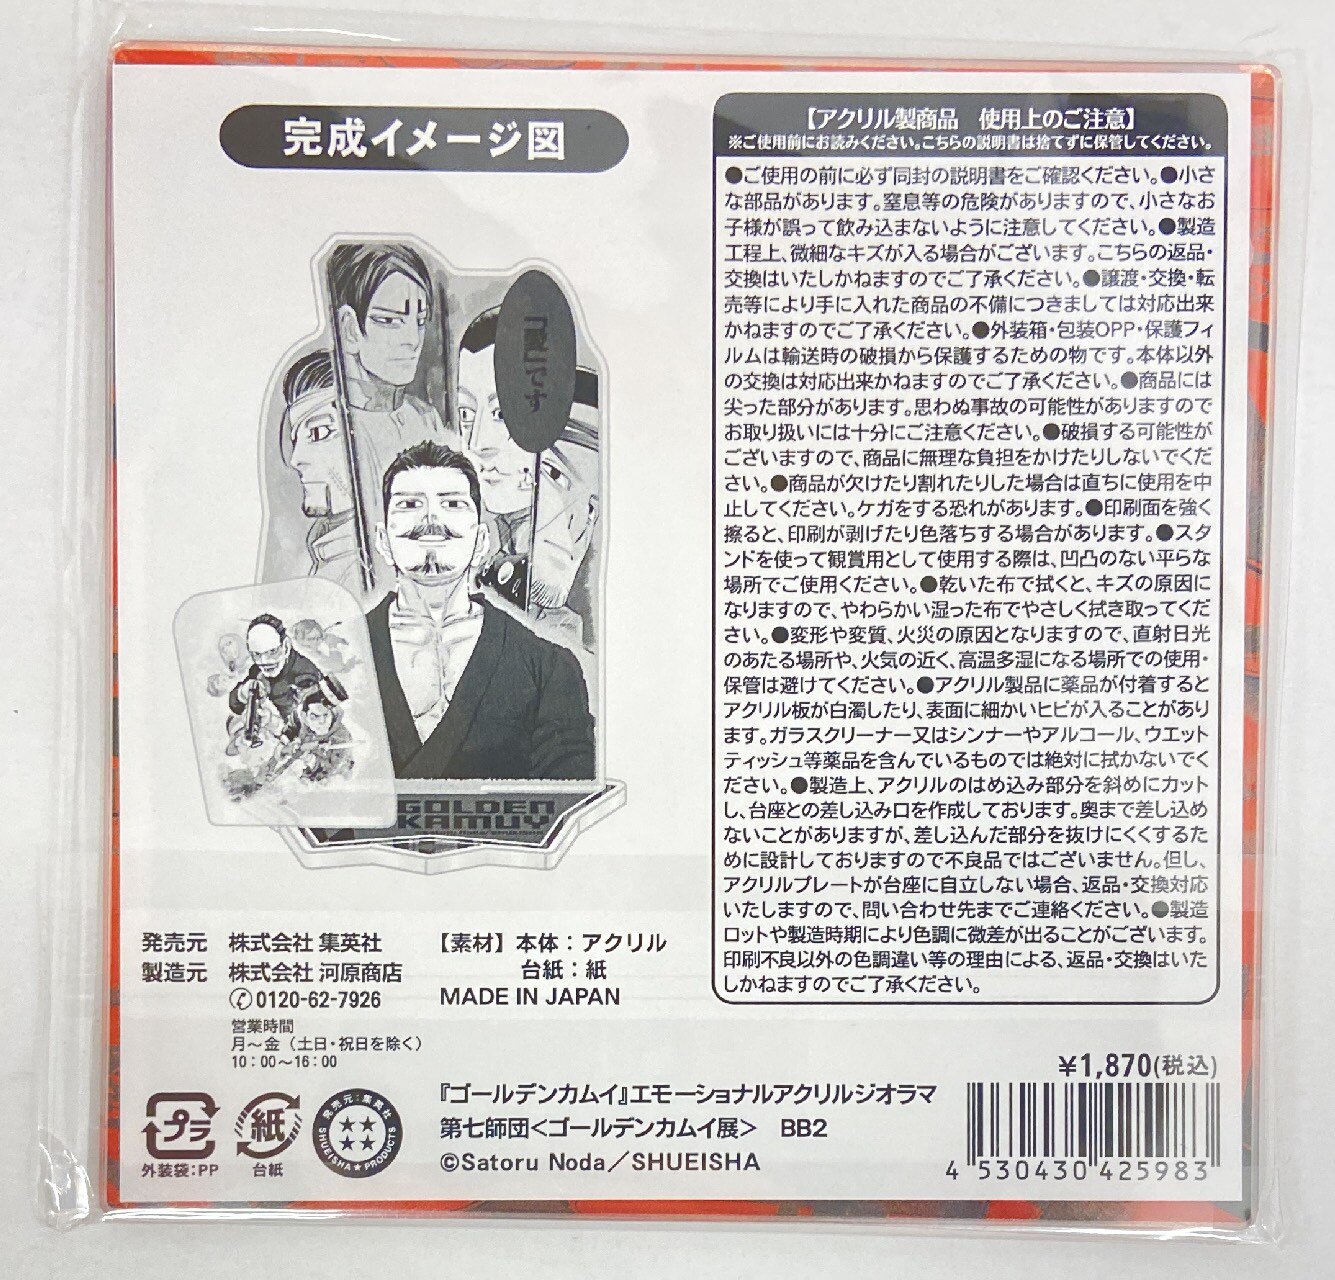 完成イメージ図
です
GOLDEN
KAMUY
【アクリル製商品　使用上のご注意】
※ご使用前にお読みください。こちらの説明書は捨てずに保管してください。
●ご使用の前に必ず同封の説明書をご確認ください。●小さ
な部品があります。窒息等の危険がありますので、小さなお
子様が誤って飲み込まないように注意してください。●製造
工程上、微細なキズが入る場合がございます。こちらの返品・
交換はいたしかねますのでご了承ください。●譲渡・交換・転
売等により手に入れた商品の不備につきましては対応出来
かねますのでご了承ください。●外装箱・包装OPP・保護フィ
ルムは輸送時の破損から保護するための物です。本体以外
の交換は対応出来かねますのでご了承ください。●商品には
尖った部分があります。思わぬ事故の可能性がありますので
お取り扱いには十分にご注意ください。●破損する可能性が
ございますので、商品に無理な負担をかけたりしないでくだ
さい。●商品が欠けたり割れたりした場合は直ちに使用を中
止してください。ケガをする恐れがあります。●印刷面を強く
擦ると、印刷が剥げたり色落ちする場合があります。●スタ
ンドを使って観賞用として使用する際は、凹凸のない平らな
場所でご使用ください。●乾いた布で拭くと、キズの原因に
なりますので、やわらかい湿った布でやさしく拭き取ってくだ
さい。●変形や変質、火災の原因となりますので、直射日光
のあたる場所や、火気の近く、高温多湿になる場所での使用・
保管は避けてください。●アクリル製品に薬品が付着すると
アクリル板が白濁したり、表面に細かいヒビが入ることがあり
ます。ガラスクリーナー又はシンナーやアルコール、ウエット
ティッシュ等薬品を含んでいるものでは絶対に拭かないでく
ださい。●製造上、アクリルのはめ込み部分を斜めにカット
し、台座との差し込み口を作成しております。奥まで差し込め
ないことがありますが、差し込んだ部分を抜けにくくするた
めに設計しておりますので不良品ではございません。但し、
アクリルプレートが台座に自立しない場合、返品・交換対応
いたしますので、問い合わせ先までご連絡ください。●製造
ロットや製造時期により色調に微差が出ることがございます。
印刷不良以外の色調違い等の理由による、返品・交換はいた
しかねますのでご了承ください。
発売元　株式会社 集英社
製造元　株式会社 河原商店
0120-62-7926
営業時間
月～金（土日・祝日を除く）
10：00～16：00
【素材】本体：アクリル
台紙：紙
MADE IN JAPAN
¥1,870(税込)
『ゴールデンカムイ』エモーショナルアクリルジオラマ
第七師団<ゴールデンカムイ展>　BB2
©Satoru Noda／SHUEISHA
4 530430 425983
プラ
外装袋：PP
紙
台紙
発売元：集英社
SHUEISHA★PRODUCTS